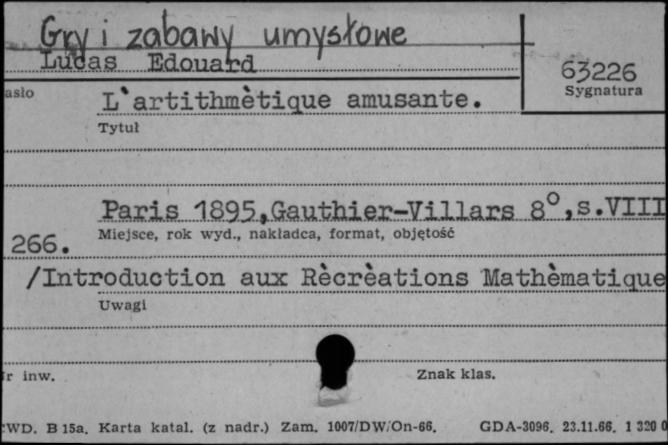 Gry i zabawy umysłowe
Lucas Edouard
63226
Sygnatura
asło
L`artithmètique amusante.
Tytuł
Paris 1895,Gauthier-Villars 8°,s.VIII
266.
Miejsce, rok wyd., nakładca, format, objętość
/Introduction aux Rècrèations Mathèmatique
Uwagi
r inw.
Znak klas.
WD. B 15a. Karta katal. (z nadr.) Zam. 1007/DW/On-66. GDA-3096. 23.11.66. 1 320 0